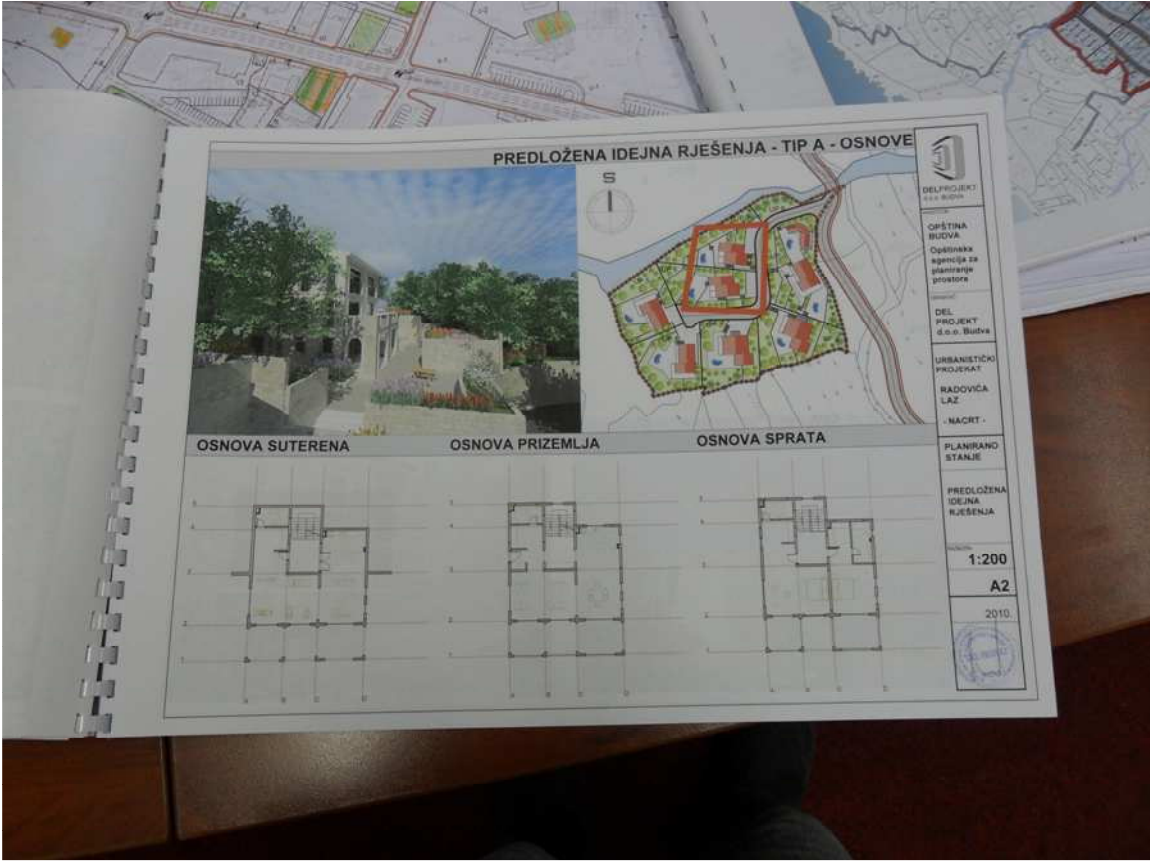 PREDLOŽENA IDEJNA RJEŠENJA - TIP A - OSNOVE
S
OSNOVA SUTERENA
OSNOVA PRIZEMLJA
OSNOVA SPRATA
DELPROJEKT
d.o.o. BUDVA
OPŠTINA
BUDVA
Opštinska
agencija za
planiranje
prostora
DEL
PROJEKT
d.o.o. Budva
URBANISTIČKI
PROJEKAT
RADOVIĆA
LAZ
- NACRT -
PLANIRANO
STANJE
PREDLOŽENA
IDEJNA
RJEŠENJA
1:200
A2
2010.